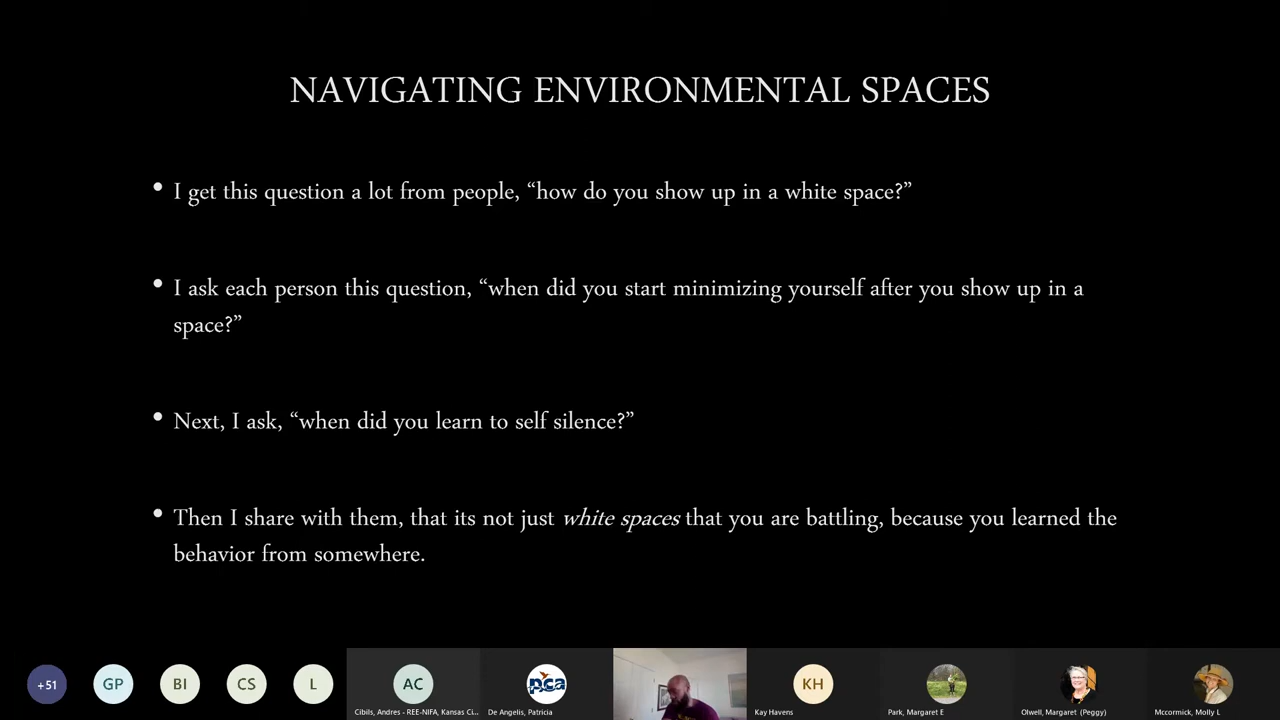 NAVIGATING ENVIRONMENTAL SPACES
• I get this question a lot from people, “how do you show up in a white space?”
• I ask each person this question, “when did you start minimizing yourself after you show up in a
space?”
• Next, I ask, “when did you learn to self silence?”
• Then I share with them, that its not just white spaces that you are battling, because you learned the
behavior from somewhere.
+51
GP
BI
CS
L
AC
pca
KH
Cibils, Andres - REE-NIFA, Kansas Ci...
De Angelis, Patricia
Kay Havens
Park, Margaret E
Olwell, Margaret (Peggy)
Mccormick, Molly L